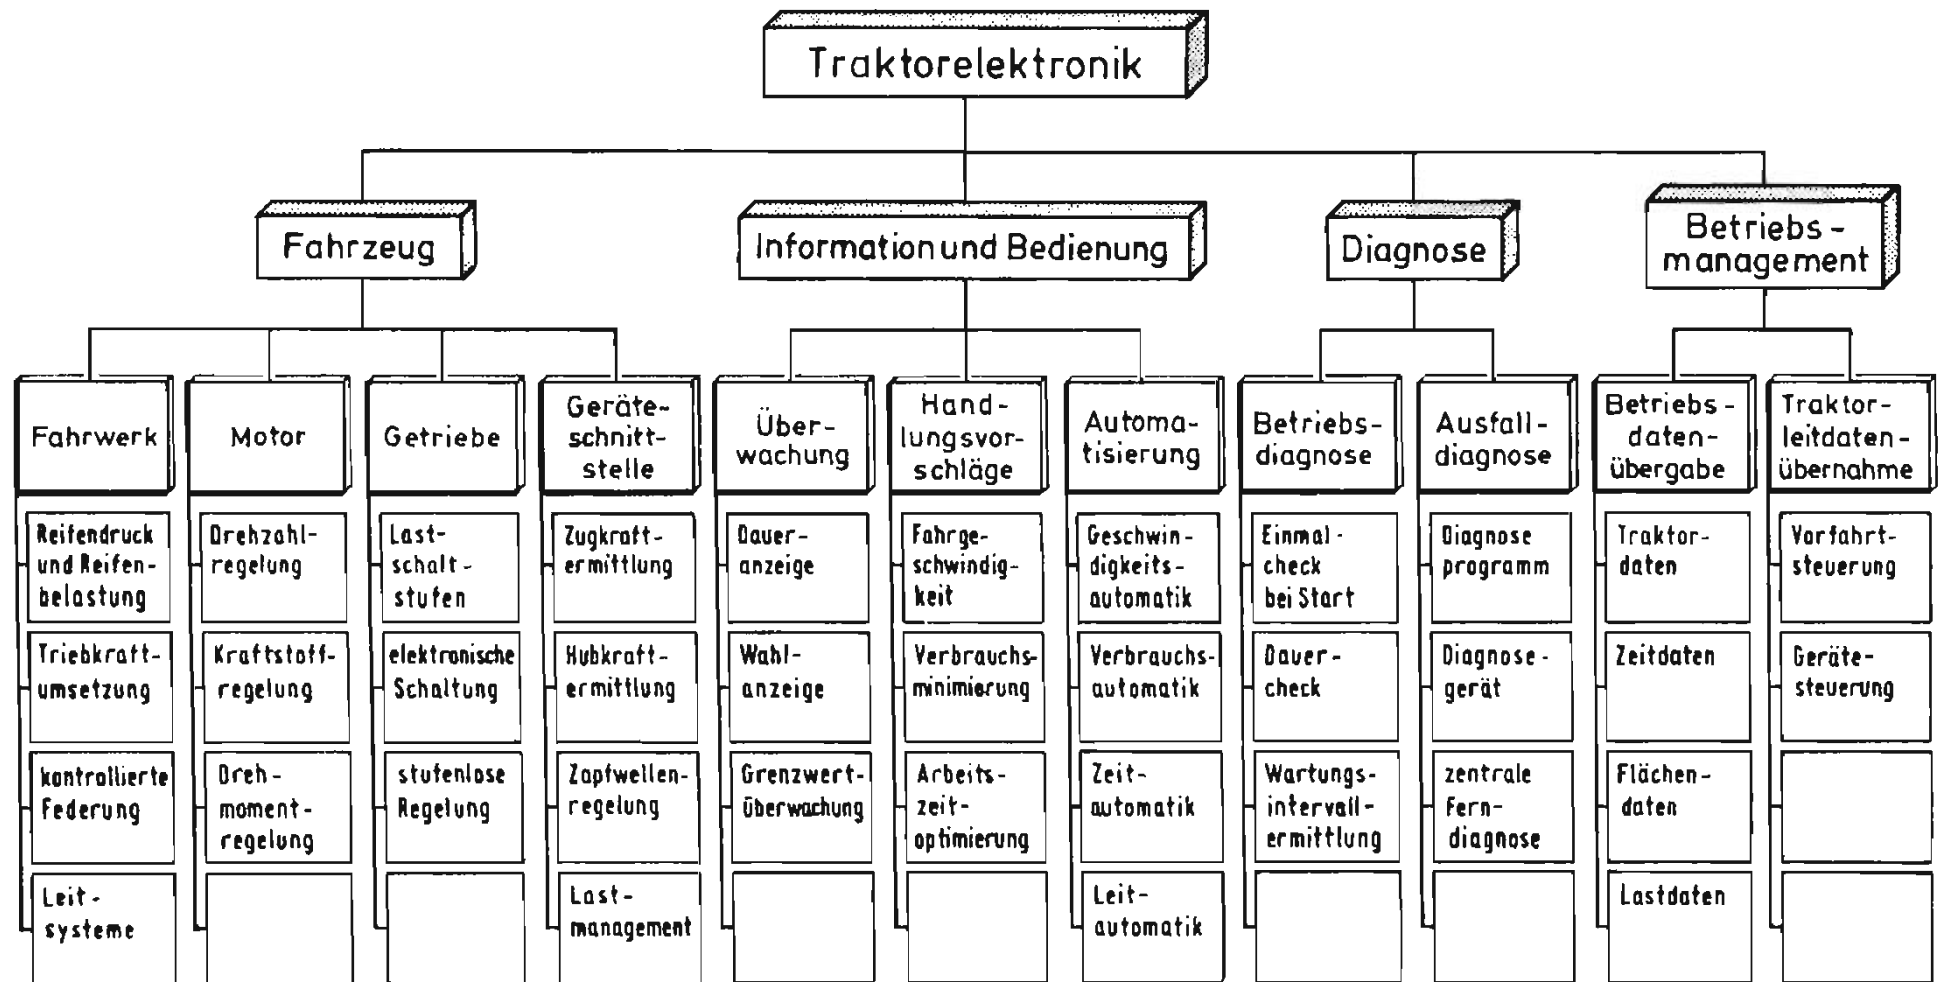 Traktorelektronik
Fahrzeug
Information und Bedienung
Diagnose
Betriebs-
management
Fahrwerk
Motor
Getriebe
Geräte-
schnitt-
stelle
Über-
wachung
Hand-
lungsvor-
schläge
Automa-
tisierung
Betriebs-
diagnose
Ausfall-
diagnose
Betriebs-
daten-
übergabe
Traktor-
leitdaten-
übernahme
Reifendruck
und Reifen-
belastung
Triebkraft-
umsetzung
kontrollierte
Federung
Leit-
systeme
Drehzahl-
regelung
Kraftstoff-
regelung
Dreh-
moment-
regelung
Last-
schalt-
stufen
elektronische
Schaltung
stufenlose
Regelung
Zugkraft-
ermittlung
Hubkraft-
ermittlung
Zapfwellen-
regelung
Last-
management
Dauer-
anzeige
Wahl-
anzeige
Grenzwert-
überwachung
Fahrge-
schwindig-
keit
Verbrauchs-
minimierung
Arbeits-
zeit-
optimierung
Geschwin-
digkeits-
automatik
Verbrauchs-
automatik
Zeit-
automatik
Leit-
automatik
Einmal-
check
bei Start
Dauer-
check
Wartungs-
intervall-
ermittlung
Diagnose
programm
Diagnose-
gerät
zentrale
Fern-
diagnose
Traktor-
daten
Zeitdaten
Flächen-
daten
Lastdaten
Vorfahrt-
steuerung
Geräte-
steuerung